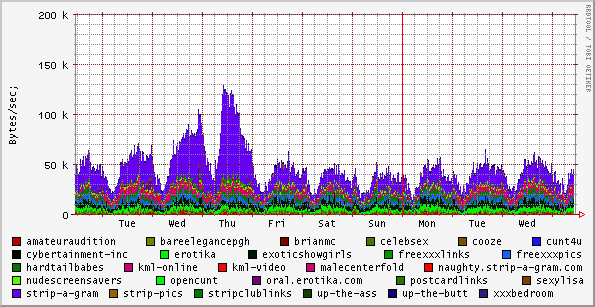 200 k
150 k
100 k
50 k
0
Bytes/sec;
RRDTOOL / TOBI OETIKER
Tue Wed Thu Fri Sat Sun Mon Tue Wed
amateuraudition bareelegancepgh brianmc celebsex cooze cunt4u
cybertainment-inc erotika exoticshowgirls freexxxlinks freexxxpics
hardtailbabes kml-online kml-video malecenterfold naughty.strip-a-gram.com
nudescreensavers opencunt oral.erotika.com postcardlinks sexylisa
strip-a-gram strip-pics stripclublinks up-the-ass up-the-butt xxxbedroom